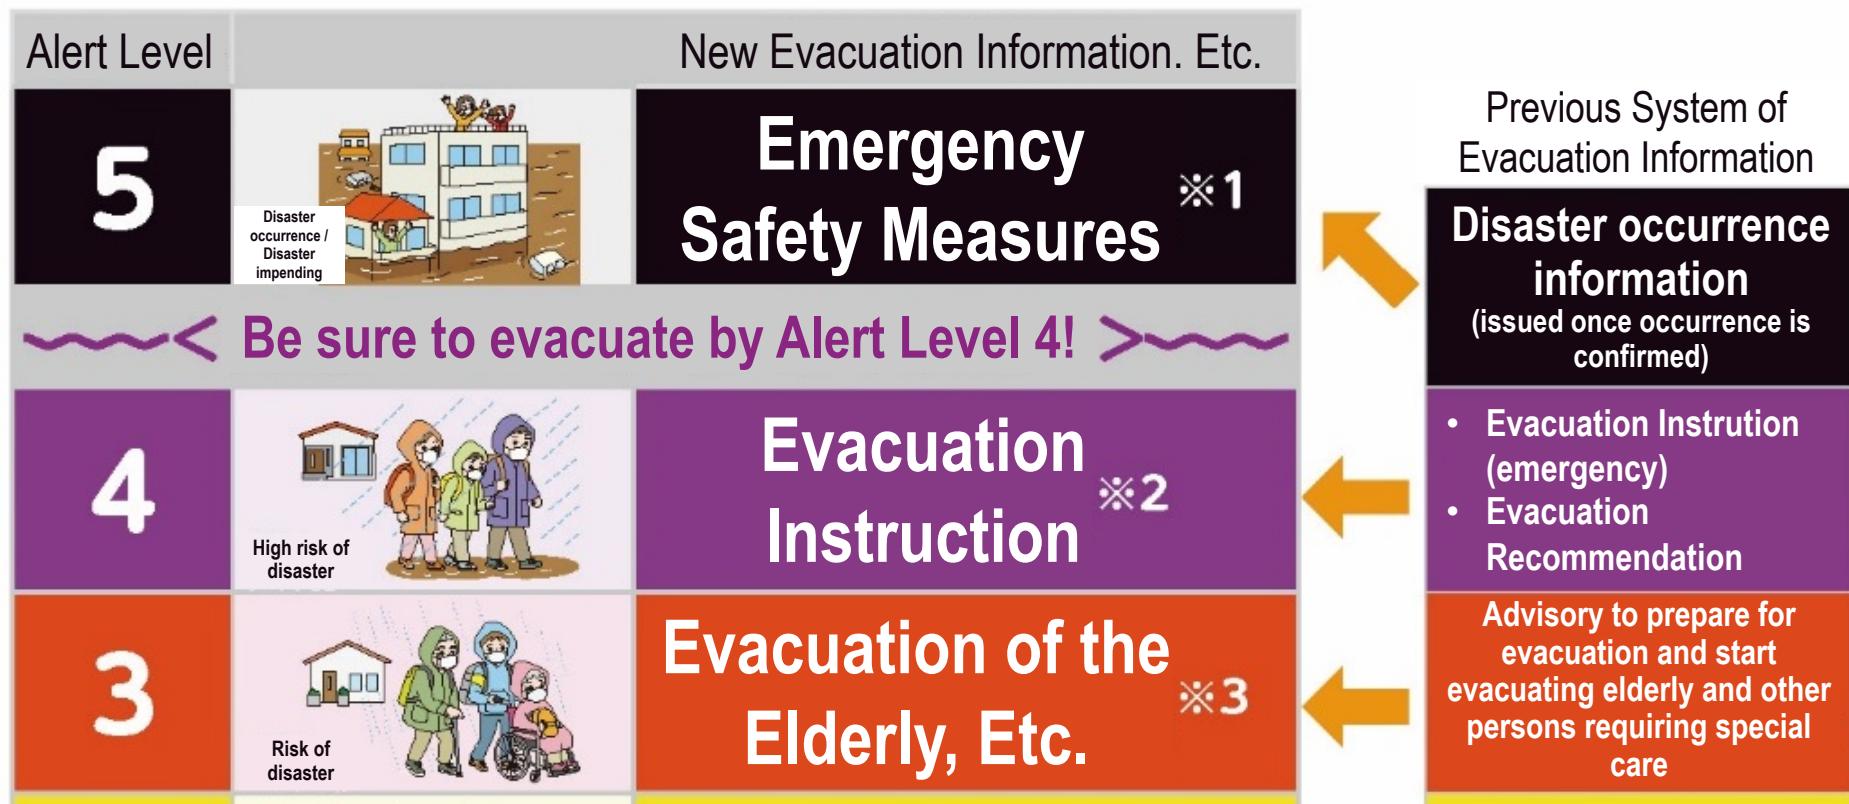 Alert Level
New Evacuation Information. Etc.
5
Disaster
occurrence /
Disaster
impending
Emergency
Safety Measures
※1
Be sure to evacuate by Alert Level 4!
4
High risk of
disaster
Evacuation
Instruction
※2
3
Risk of
disaster
Evacuation of the
Elderly, Etc.
※3
Previous System of
Evacuation Information
Disaster occurrence
information
(issued once occurrence is
confirmed)
• Evacuation Instrution
(emergency)
• Evacuation
Recommendation
Advisory to prepare for
evacuation and start
evacuating elderly and other
persons requiring special
care